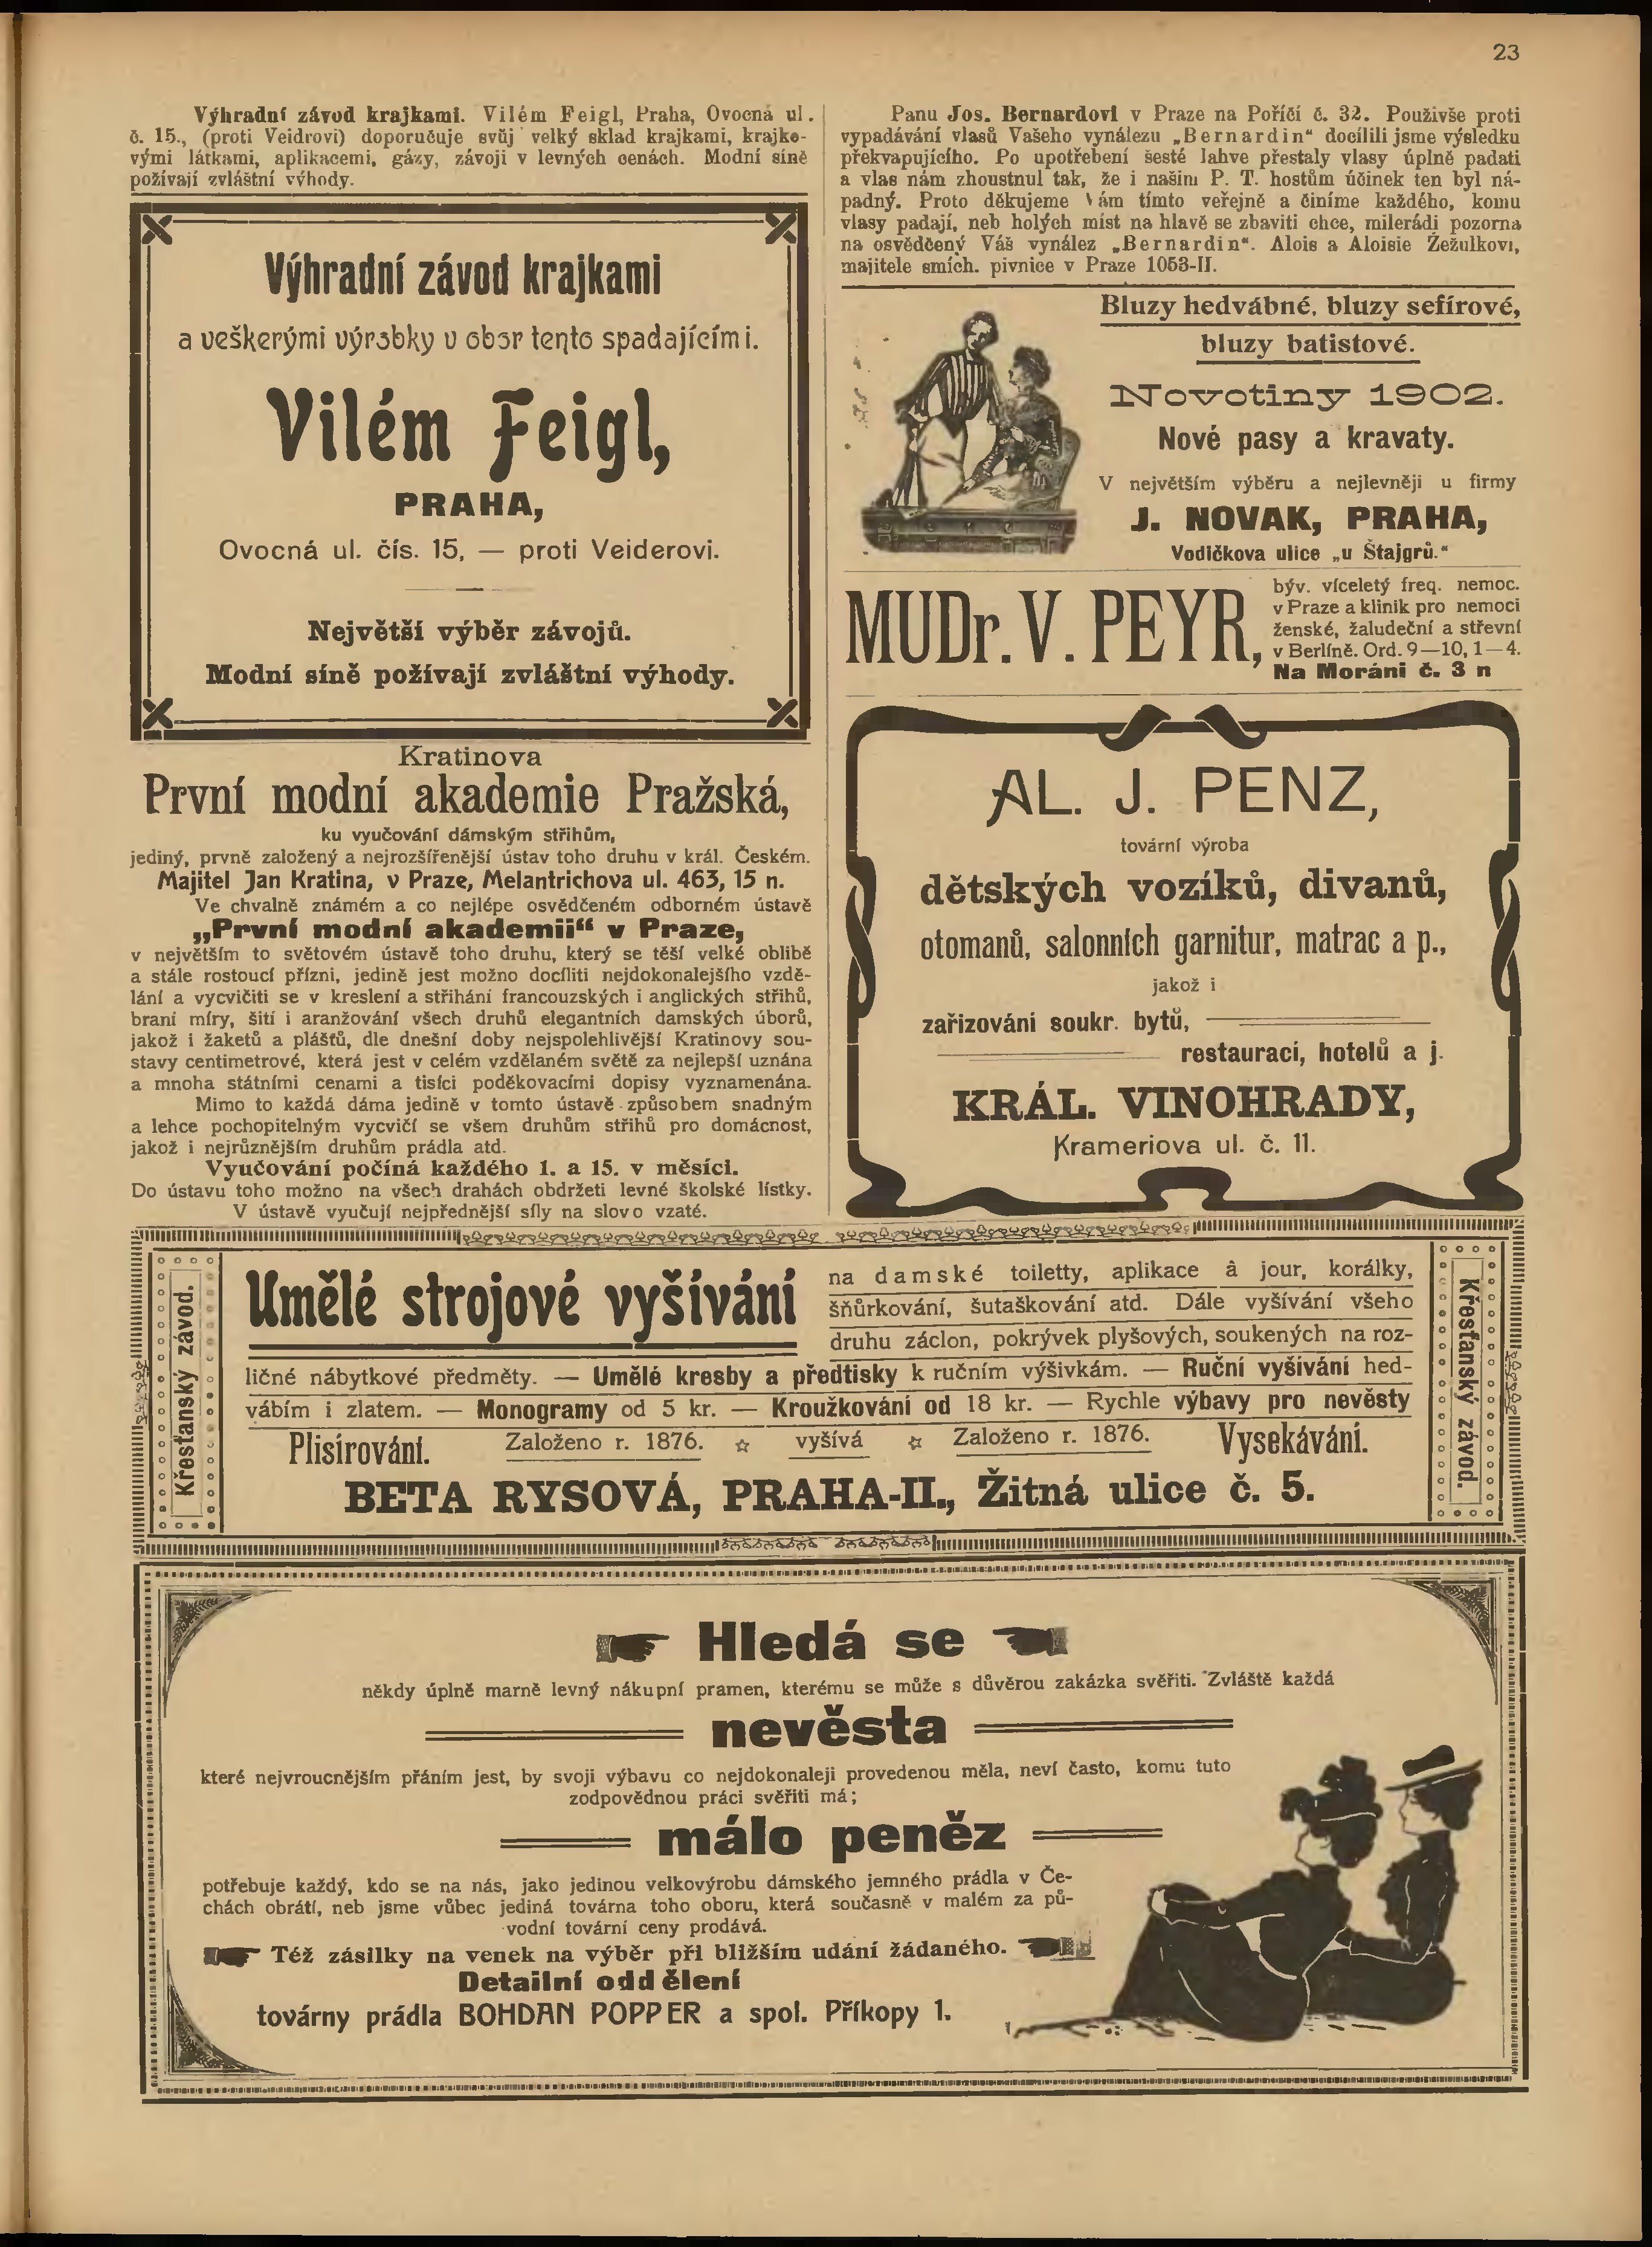 23
Výhradní závod krajkami. Vilém Feigl, Praha, Ovocná ul.
č. 15., (proti Veidrovi) doporučuje svůj velký sklad krajkami, krajko-
vými látkami, aplikacemi, gázy, závoji v levných cenách. Modní síně
požívají zvláštní výhody.
Výhradní závod krajkami
a veškerými výrobky v obor tento spadajícími.
Vilém Feigl,
PRAHA,
Ovocná ul. čís. 15, — proti Veiderovi.
Největší výběr závojů.
Modní síně požívají zvláštní výhody.
Kratinova
První modní akademie Pražská,
ku vyučování dámským střihům,
jediný, prvně založený a nejrozšířenější ústav toho druhu v král. Českém.
Majitel Jan Kratina, v Praze, Melantrichova ul. 463, 15 n.
Ve chvalně známém a co nejlépe osvědčeném odborném ústavě
„První modní akademii“ v Praze,
v největším to světovém ústavě toho druhu, který se těší velké oblibě
a stále rostoucí přízni, jedině jest možno docíliti nejdokonalejšího vzdě-
lání a vycvičiti se v kreslení a stříhání francouzských i anglických střihů,
braní míry, šití i aranžování všech druhů elegantních damských úborů,
jakož i žaketů a plášťů, dle dnešní doby nejspolehlivější Kratinovy sou-
stavy centimetrové, která jest v celém vzdělaném světě za nejlepší uznána
a mnoha státními cenami a tisíci poděkovacími dopisy vyznamenána.
Mimo to každá dáma jedině v tomto ústavě způsobem snadným
a lehce pochopitelným vycvičí se všem druhům střihů pro domácnost,
jakož i nejrůznějším druhům prádla atd.
Vyučování počíná každého 1. a 15. v měsíci.
Do ústavu toho možno na všech drahách obdržeti levné školské lístky.
V ústavě vyučují nejpřednější síly na slovo vzaté.
Panu Jos. Bernardovi v Praze na Poříčí č. 32. Použivše proti
vypadávání vlasů Vašeho vynálezu „Bernardin“ docílili jsme výsledku
překvapujícího. Po upotřebení šesté lahve přestaly vlasy úplně padati
a vlas nám zhoustnul tak, že i našim P. T. hostům účinek ten byl ná-
padný. Proto děkujeme Vám tímto veřejně a činíme každého, komu
vlasy padají, neb holých míst na hlavě se zbaviti chce, milerádi pozorna
na osvědčený Váš vynález „Bernardin“. Alois a Aloisie Žežulkovi,
majitele smích. pivnice v Praze 1053-II.
Bluzy hedvábné, bluzy sefírové,
bluzy batistové.
Novotiny 1902.
Nové pasy a kravaty.
V největším výběru a nejlevněji u firmy
J. NOVAK, PRAHA,
Vodičkova ulice „u Štajgrů.“
MUDr. V. PEYR,
býv. víceletý freq. nemoc.
v Praze a klinik pro nemoci
ženské, žaludeční a střevní
v Berlíně. Ord. 9—10, 1—4.
Na Moráni č. 3 n
AL. J. PENZ,
tovární výroba
dětských vozíků, divanů,
otomanů, salonních garnitur, matrac a p.,
jakož i
zařizování soukr. bytů,
restaurací, hotelů a j.
KRÁL. VINOHRADY,
Krameriova ul. č. 11.
Křesťanský závod.
Umělé strojové vyšívání
na damské toiletty, aplikace â jour, korálky,
šňůrkování, šutaškování atd. Dále vyšívání všeho
druhu záclon, pokrývek plyšových, soukených na roz-
ličné nábytkové předměty. — Umělé kresby a předtisky k ručním výšivkám. — Ruční vyšívání hed-
vábím i zlatem. — Monogramy od 5 kr. — Kroužkování od 18 kr. — Rychle výbavy pro nevěsty
Plisírování. Založeno r. 1876. ☆ vyšívá ☆ Založeno r. 1876. Vysekávání.
BETA RYSOVÁ, PRAHA-II., Žitná ulice č. 5.
Křesťanský závod.
Hledá se
někdy úplně marně levný nákupní pramen, kterému se může s důvěrou zakázka svěřiti. Zvláště každá
nevěsta
které nejvroucnějším přáním jest, by svoji výbavu co nejdokonaleji provedenou měla, neví často, komu tuto
zodpovědnou práci svěřiti má;
málo peněz
potřebuje každý, kdo se na nás, jako jedinou velkovýrobu dámského jemného prádla v Če-
chách obrátí, neb jsme vůbec jediná továrna toho oboru, která současně v malém za pů-
vodní tovární ceny prodává.
Též zásilky na venek na výběr při bližším udání žádaného.
Detailní oddělení
továrny prádla BOHDAN POPPER a spol. Příkopy 1.